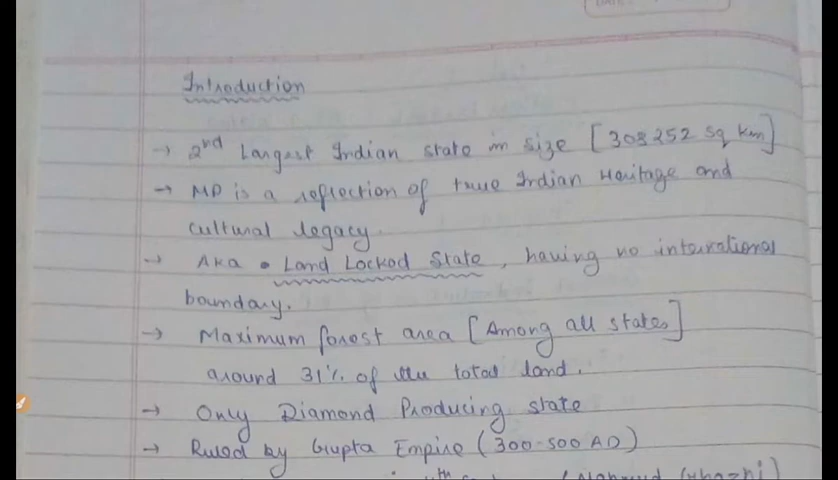 Introduction
→ 2nd Largest Indian state in size [308252 sq km]
→ MP is a reflection of true Indian Heritage and
cultural legacy.
→ Aka • Land Locked State, having no international
boundary.
→ Maximum forest area [Among all states]
around 31% of the total land.
→ Only Diamond Producing state
→ Ruled by Gupta Empire (300-500 AD)